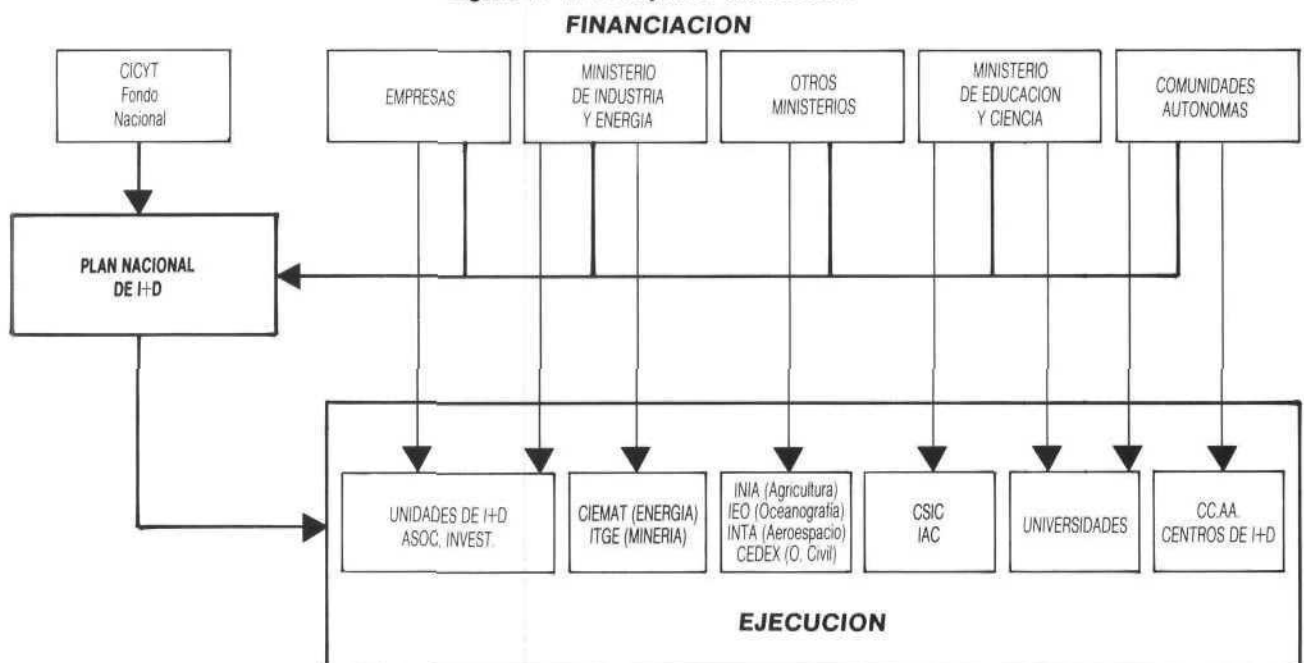 FINANCIACION
CICYT
Fondo
Nacional
EMPRESAS
MINISTERIO
DE INDUSTRIA
Y ENERGIA
OTROS
MINISTERIOS
MINISTERIO
DE EDUCACION
Y CIENCIA
COMUNIDADES
AUTONOMAS
PLAN NACIONAL
DE I+D
UNIDADES DE I+D
ASOC, INVEST.
CIEMAT (ENERGIA)
ITGE (MINERIA)
INIA (Agricultura)
IEO (Oceanografía)
INTA (Aeroespacio)
CEDEX (O. Civil)
CSIC
IAC
UNIVERSIDADES
CC.AA.
CENTROS DE I+D
EJECUCION